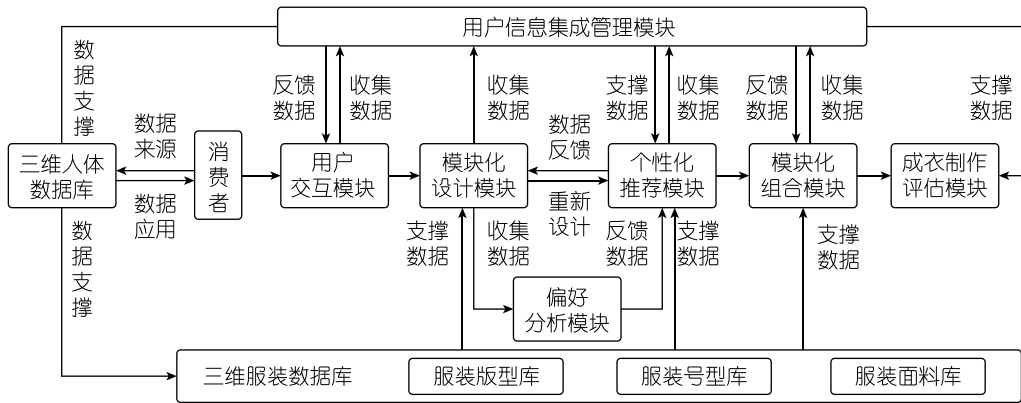 用户信息集成管理模块
数据支撑
反馈
数据
收集
数据
收集
数据
支撑
数据
收集
数据
反馈
数据
收集
数据
支撑
数据
数据
来源
数据
反馈
三维人体
数据库
消费者
用户
交互模块
模块化
设计模块
个性化
推荐模块
模块化
组合模块
成衣制作
评估模块
数据
应用
重新
设计
数据支撑
支撑
数据
收集
数据
反馈
数据
支撑
数据
支撑
数据
偏好
分析模块
三维服装数据库
服装版型库
服装号型库
服装面料库